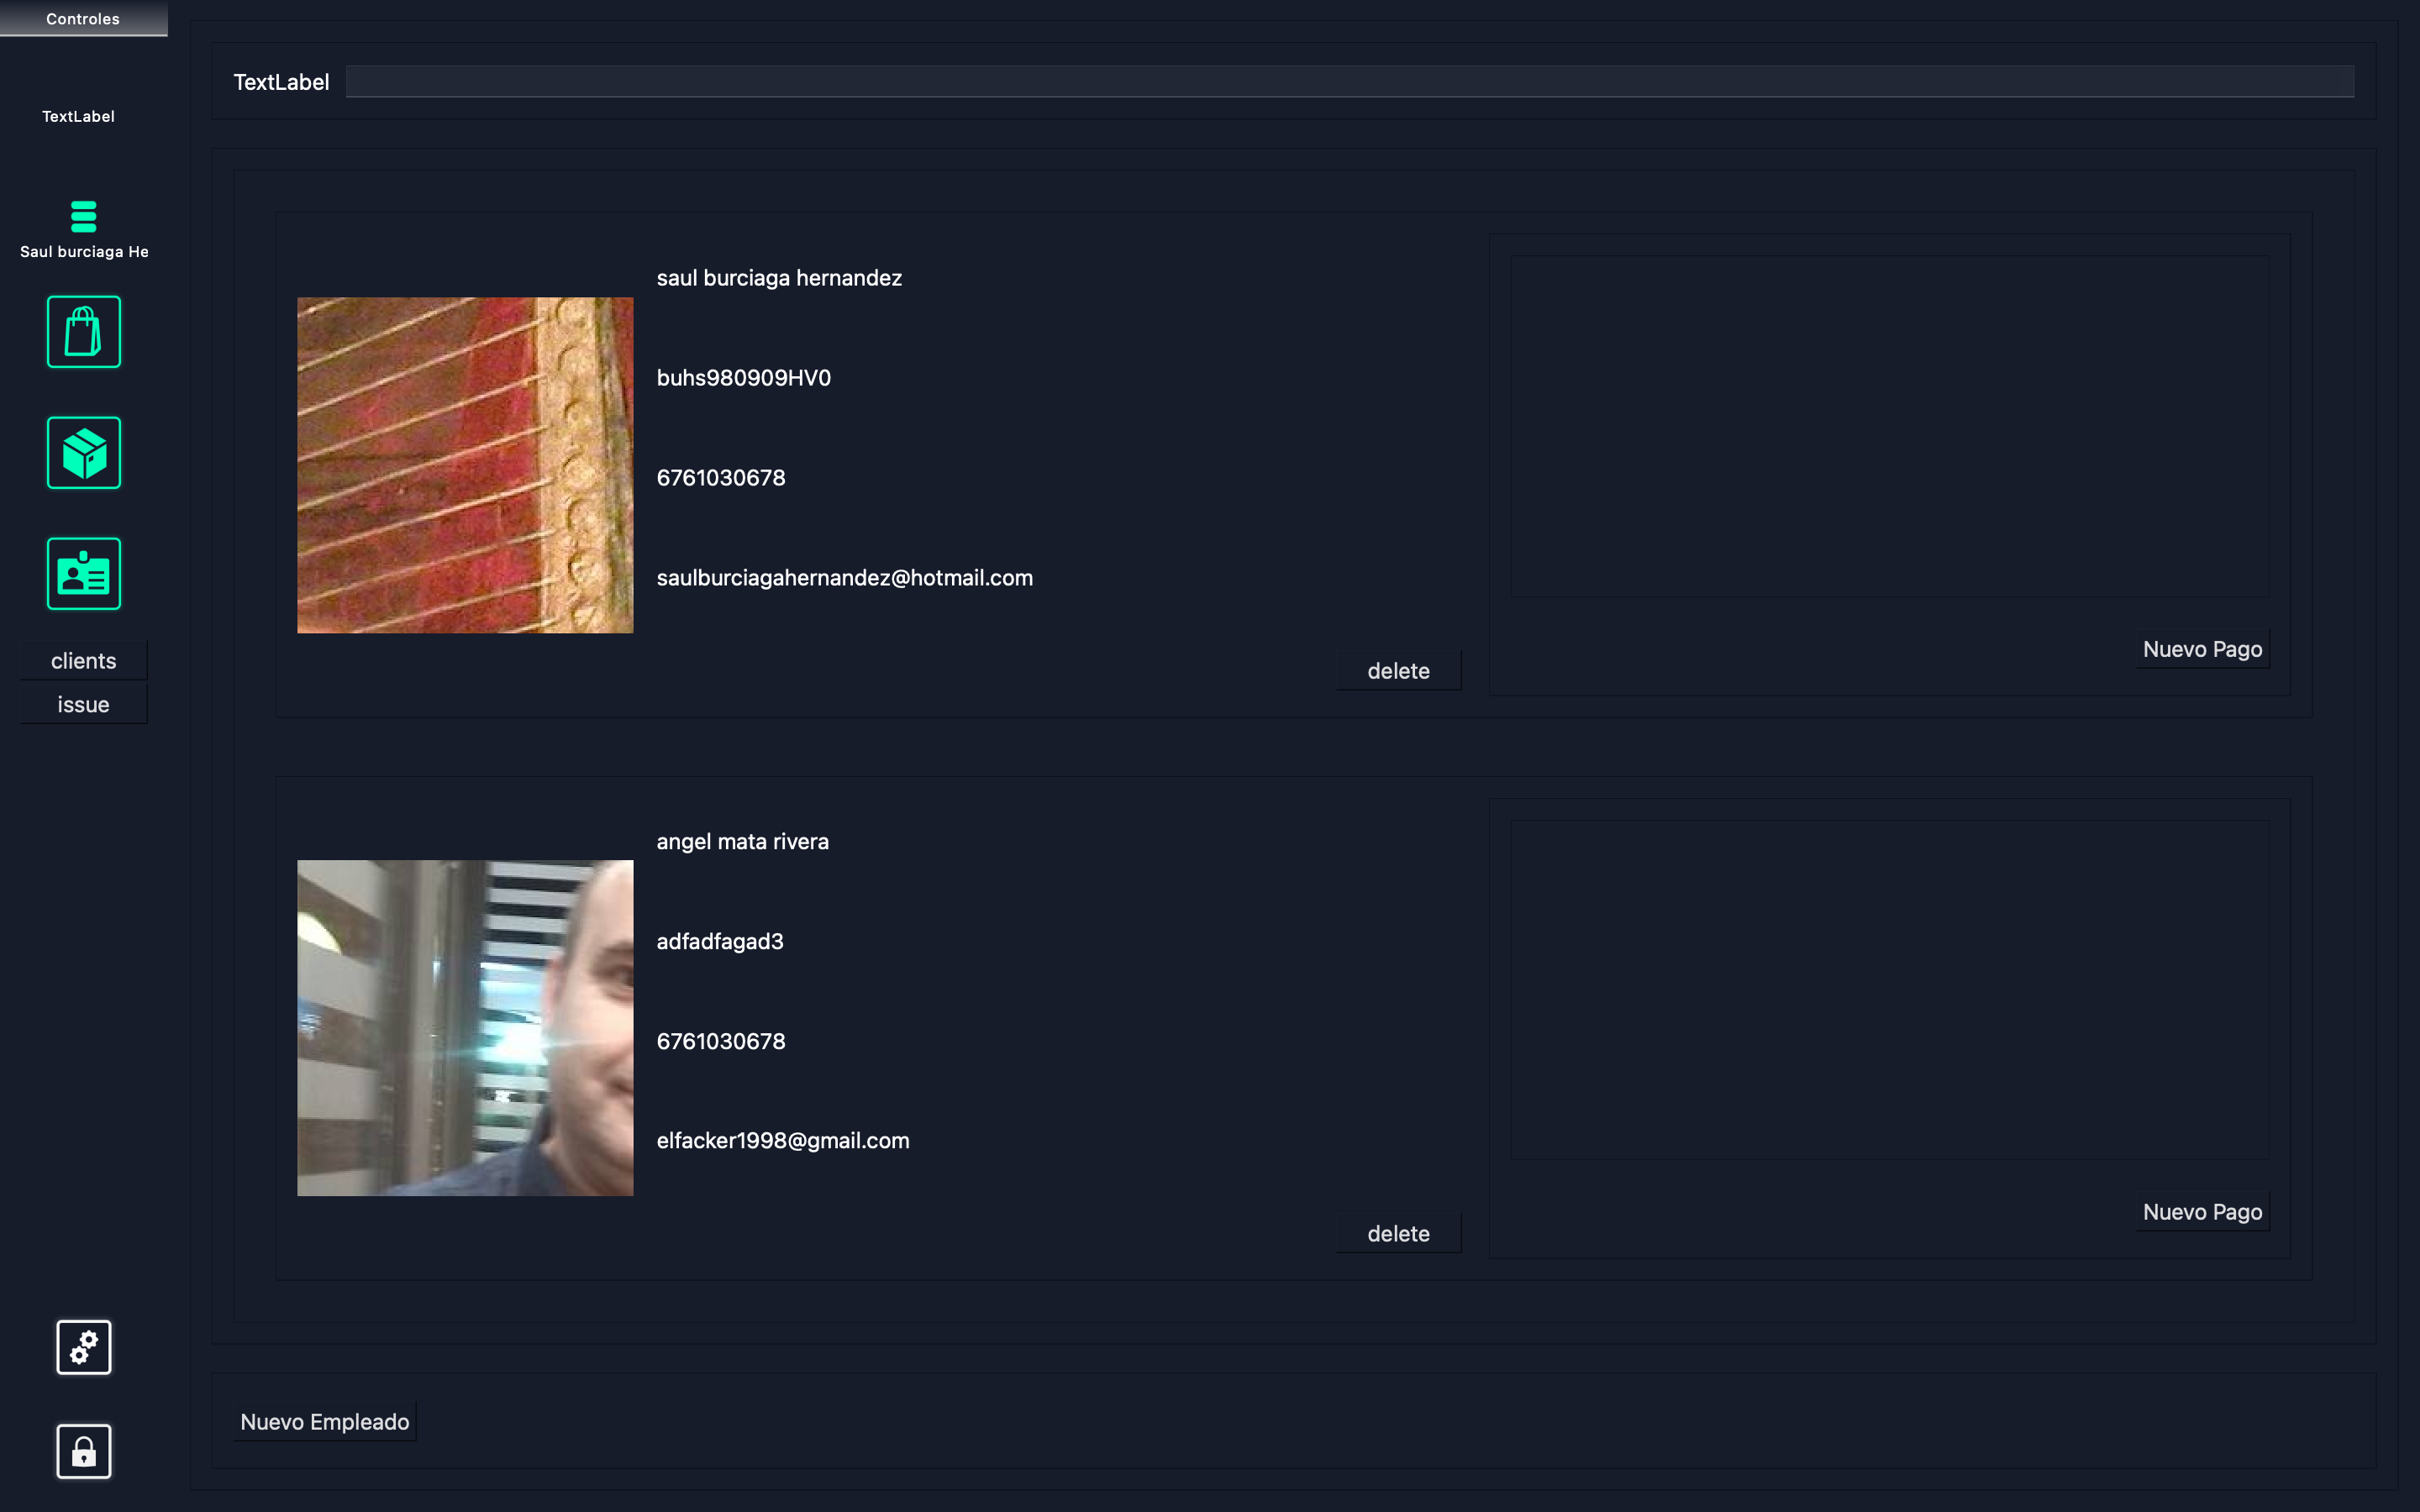 Controles
TextLabel
Saul burciaga He
clients
issue
TextLabel
saul burciaga hernandez
buhs980909HV0
6761030678
saulburciagahernandez@hotmail.com
delete
Nuevo Pago
angel mata rivera
adfadfagad3
6761030678
elfacker1998@gmail.com
delete
Nuevo Pago
Nuevo Empleado